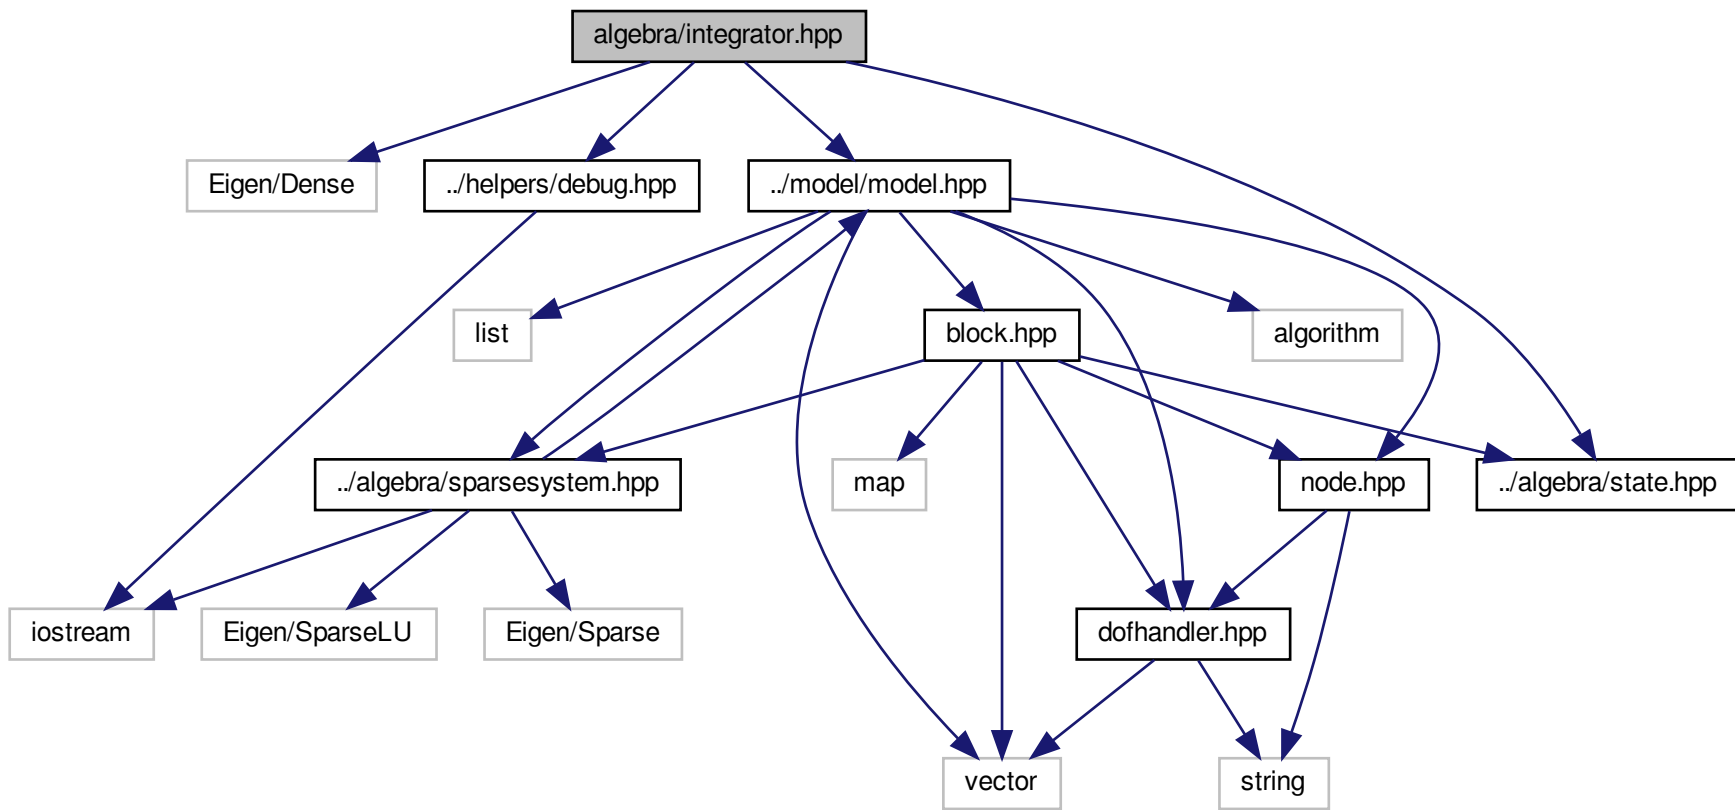 algebra/integrator.hpp
Eigen/Dense
../helpers/debug.hpp
../model/model.hpp
list
block.hpp
algorithm
../algebra/sparsesystem.hpp
map
node.hpp
../algebra/state.hpp
iostream
Eigen/SparseLU
Eigen/Sparse
dofhandler.hpp
vector
string